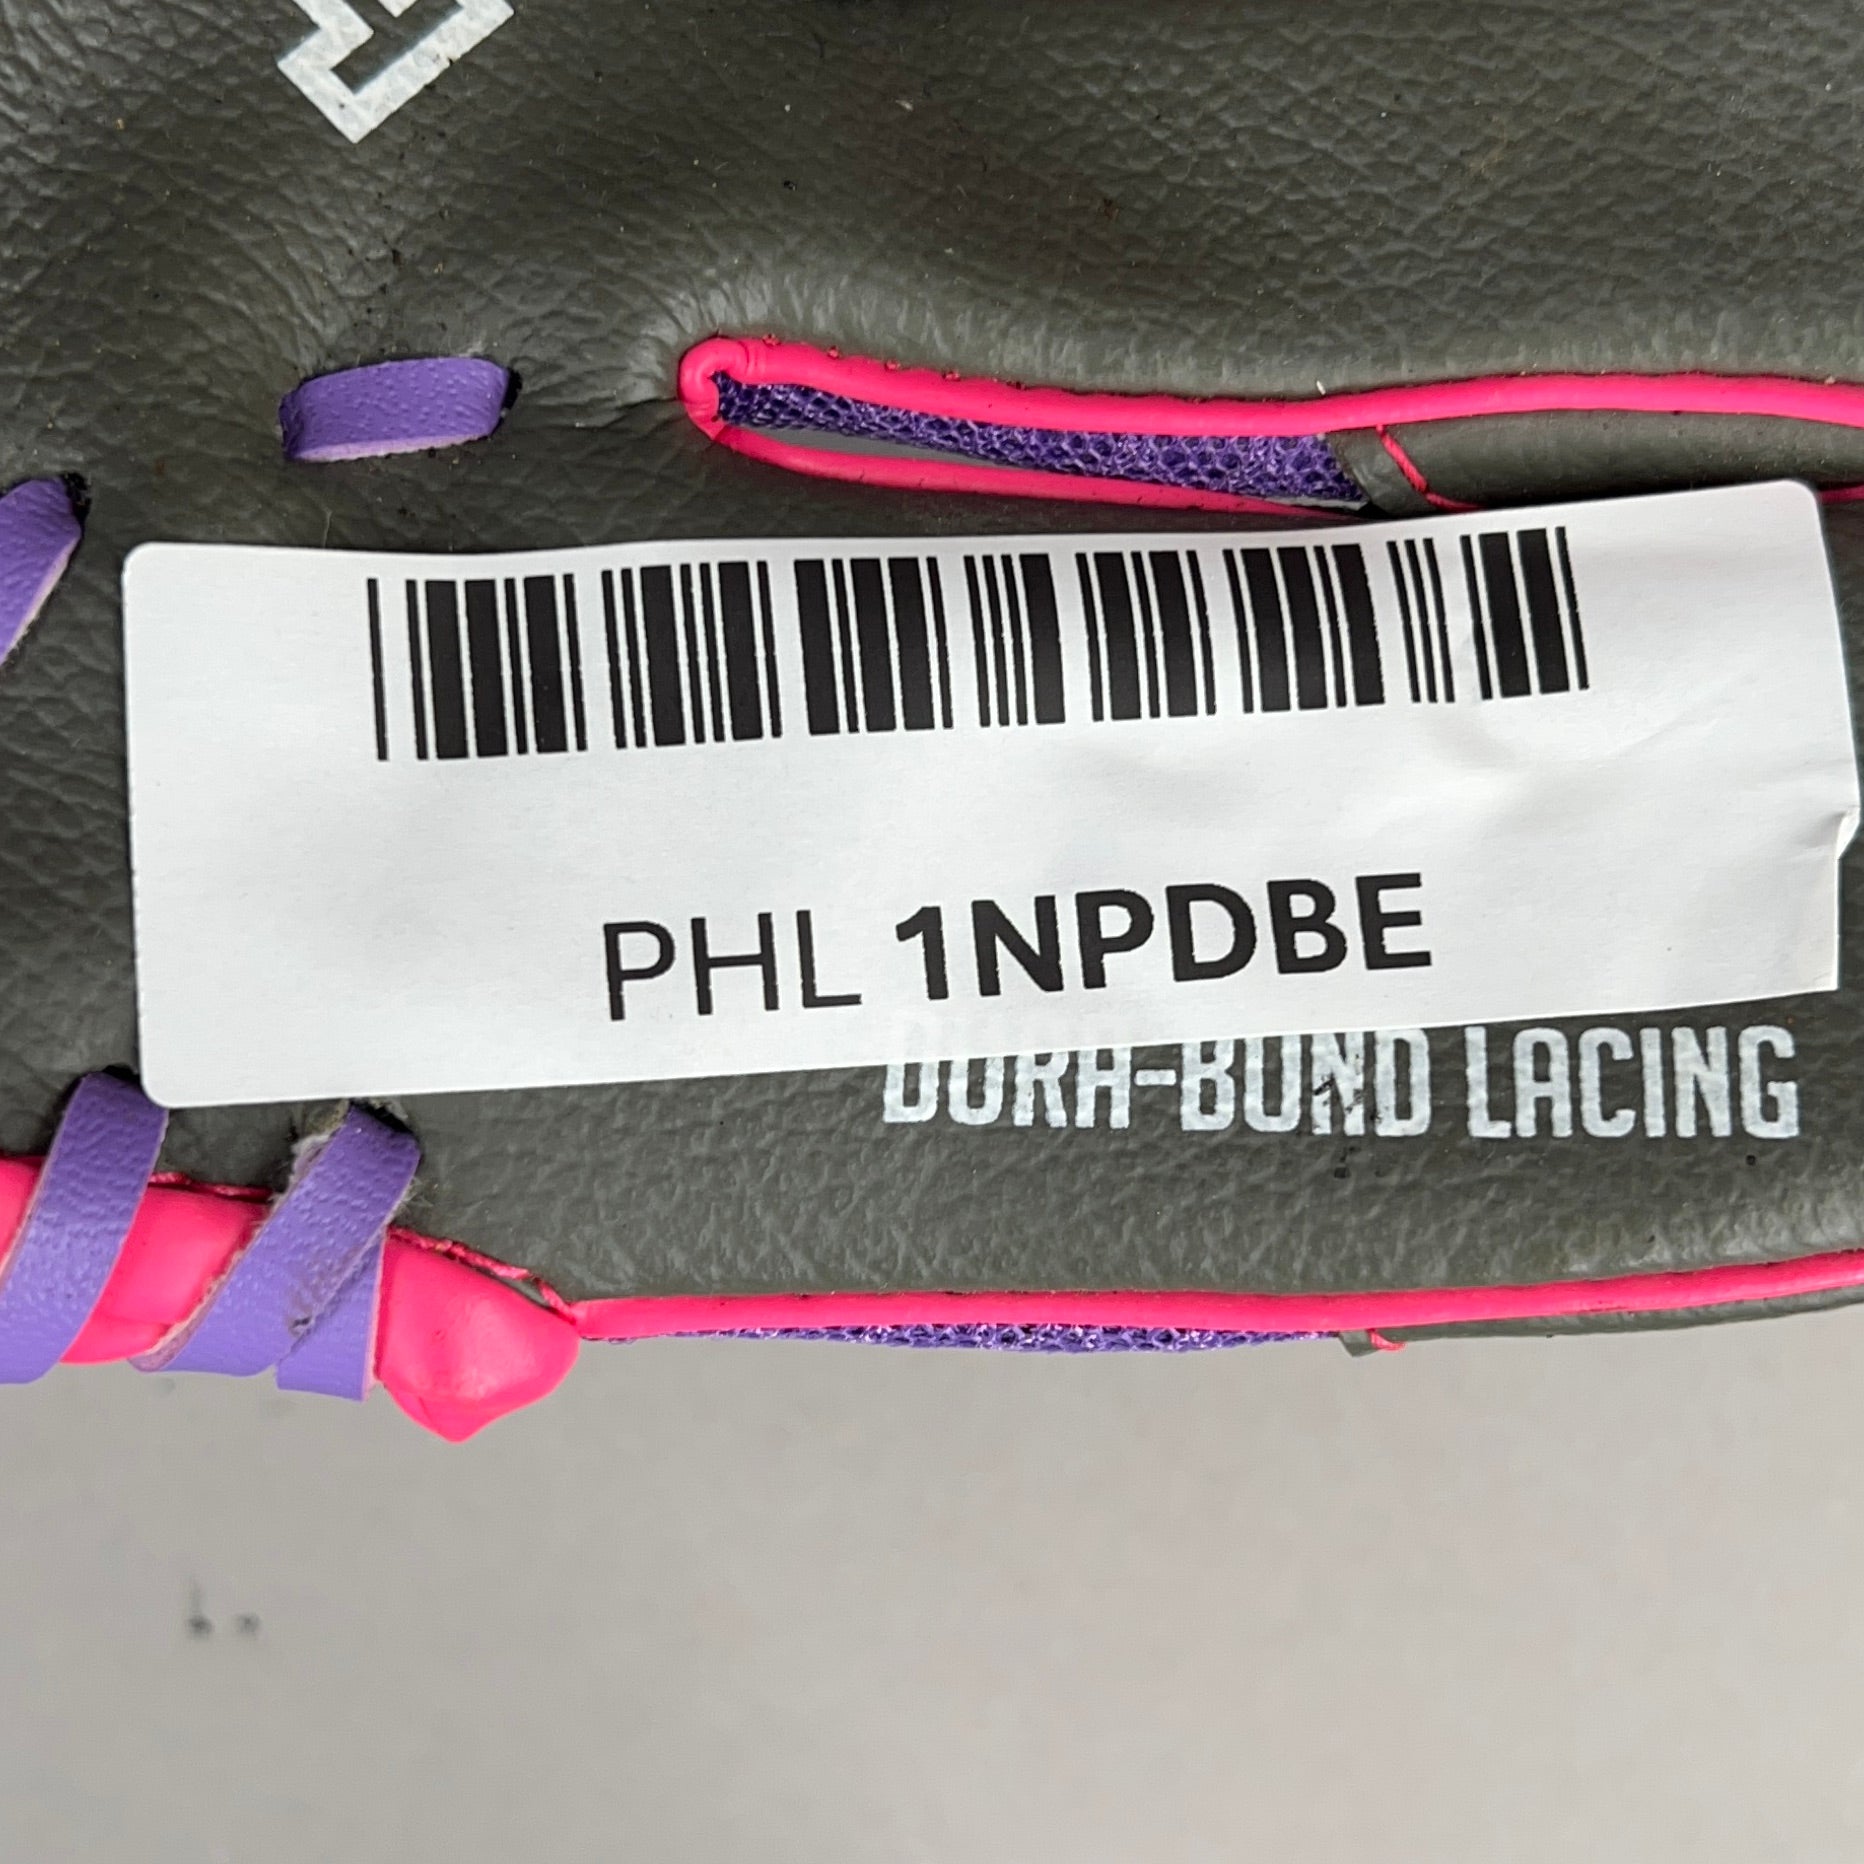 PHL 1NPDBE
DURA-BOND LACING